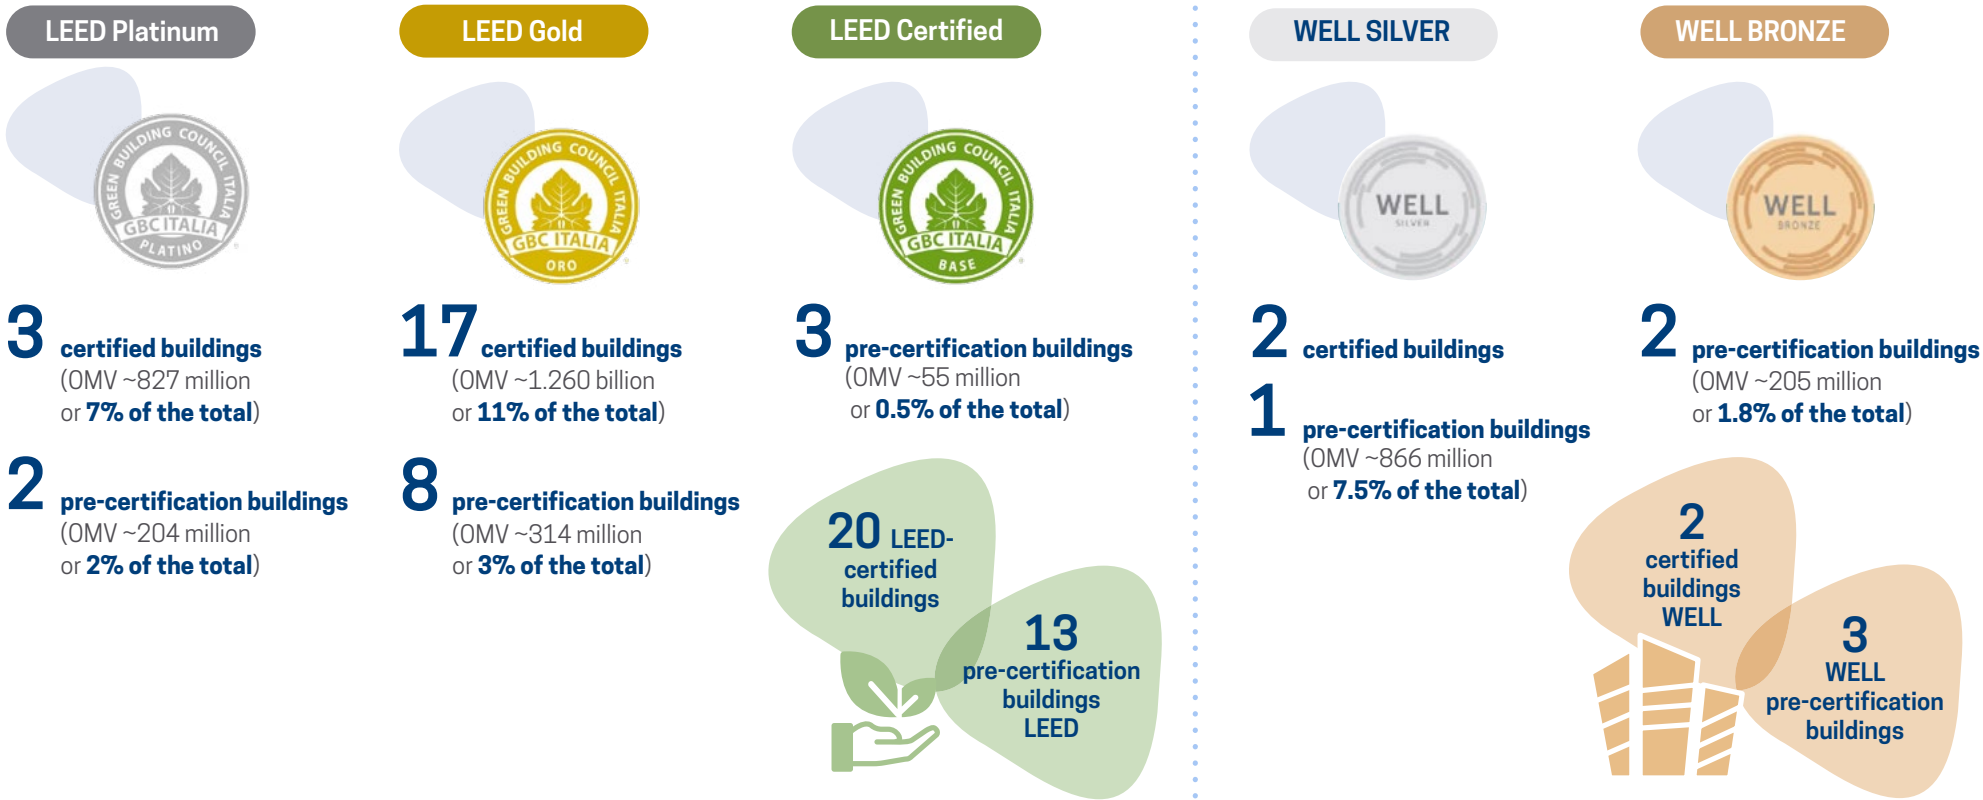 LEED Platinum
GREEN BUILDING COUNCIL ITALIA
GBC ITALIA
PLATINO
3 certified buildings
(OMV ~827 million
or 7% of the total)
2 pre-certification buildings
(OMV ~204 million
or 2% of the total)
LEED Gold
GREEN BUILDING COUNCIL ITALIA
GBC ITALIA
ORO
17 certified buildings
(OMV ~1.260 billion
or 11% of the total)
8 pre-certification buildings
(OMV ~314 million
or 3% of the total)
LEED Certified
GREEN BUILDING COUNCIL ITALIA
GBC ITALIA
BASE
3 pre-certification buildings
(OMV ~55 million
or 0.5% of the total)
20 LEED-
certified
buildings
13
pre-certification
buildings
LEED
WELL SILVER
WELL
SILVER
2 certified buildings
1 pre-certification buildings
(OMV ~866 million
or 7.5% of the total)
WELL BRONZE
WELL
BRONZE
2 pre-certification buildings
(OMV ~205 million
or 1.8% of the total)
2
certified
buildings
WELL
3
WELL
pre-certification
buildings